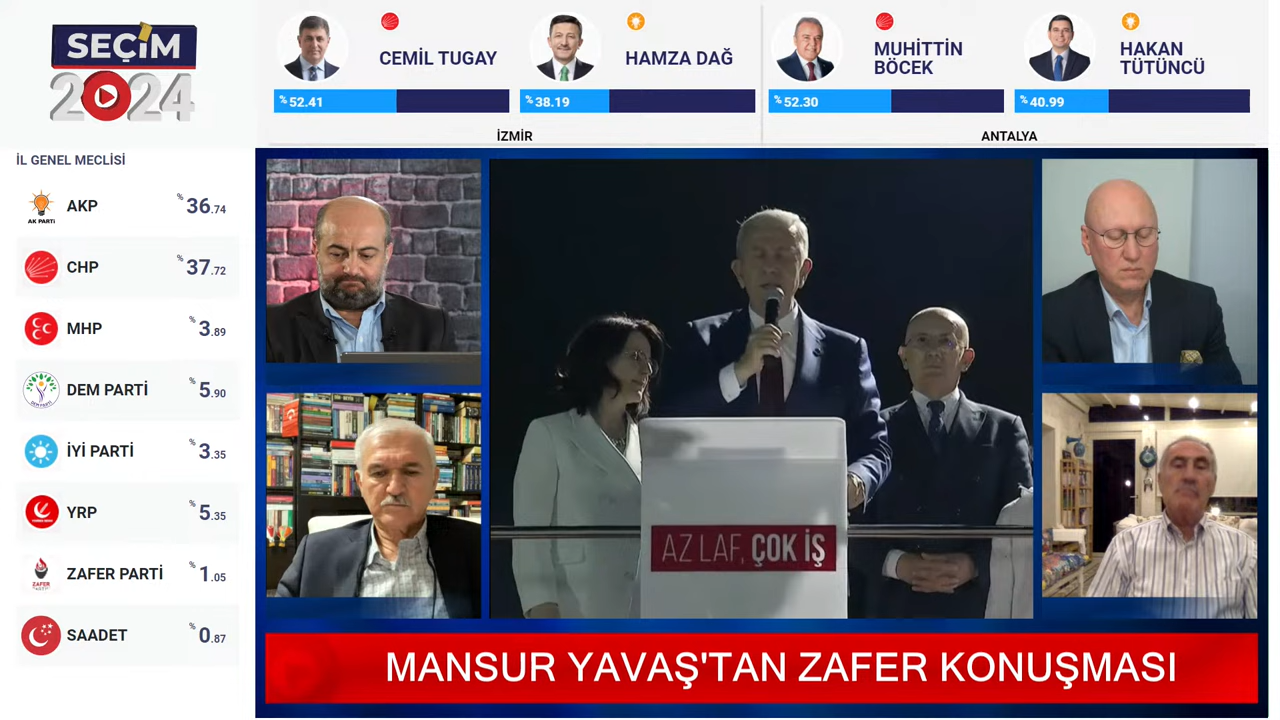 SEÇİM
2024
CEMİL TUGAY
%52.41
HAMZA DAĞ
%38.19
İZMİR
MUHİTTİN
BÖCEK
%52.30
HAKAN
TÜTÜNCÜ
%40.99
ANTALYA
İL GENEL MECLİSİ
AK PARTİ
AKP %36.74
CHP %37.72
MHP %3.89
DEM PARTİ %5.90
İYİ PARTİ %3.35
YRP %5.35
ZAFER PARTİ %1.05
SAADET %0.87
AZ LAF, ÇOK İŞ
MANSUR YAVAŞ'TAN ZAFER KONUŞMASI